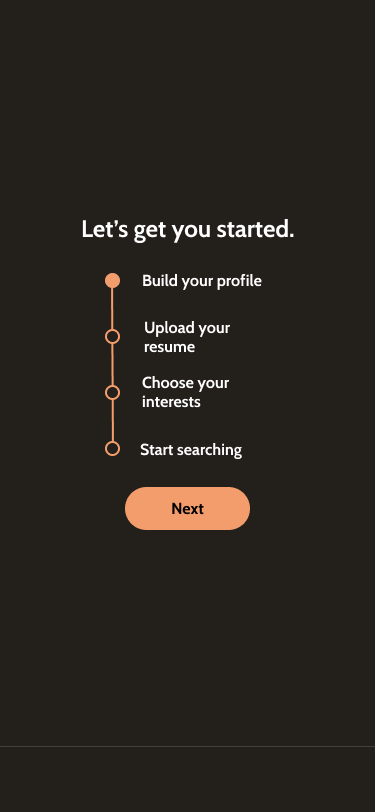 Let’s get you started.
Build your profile
Upload your
resume
Choose your
interests
Start searching
Next